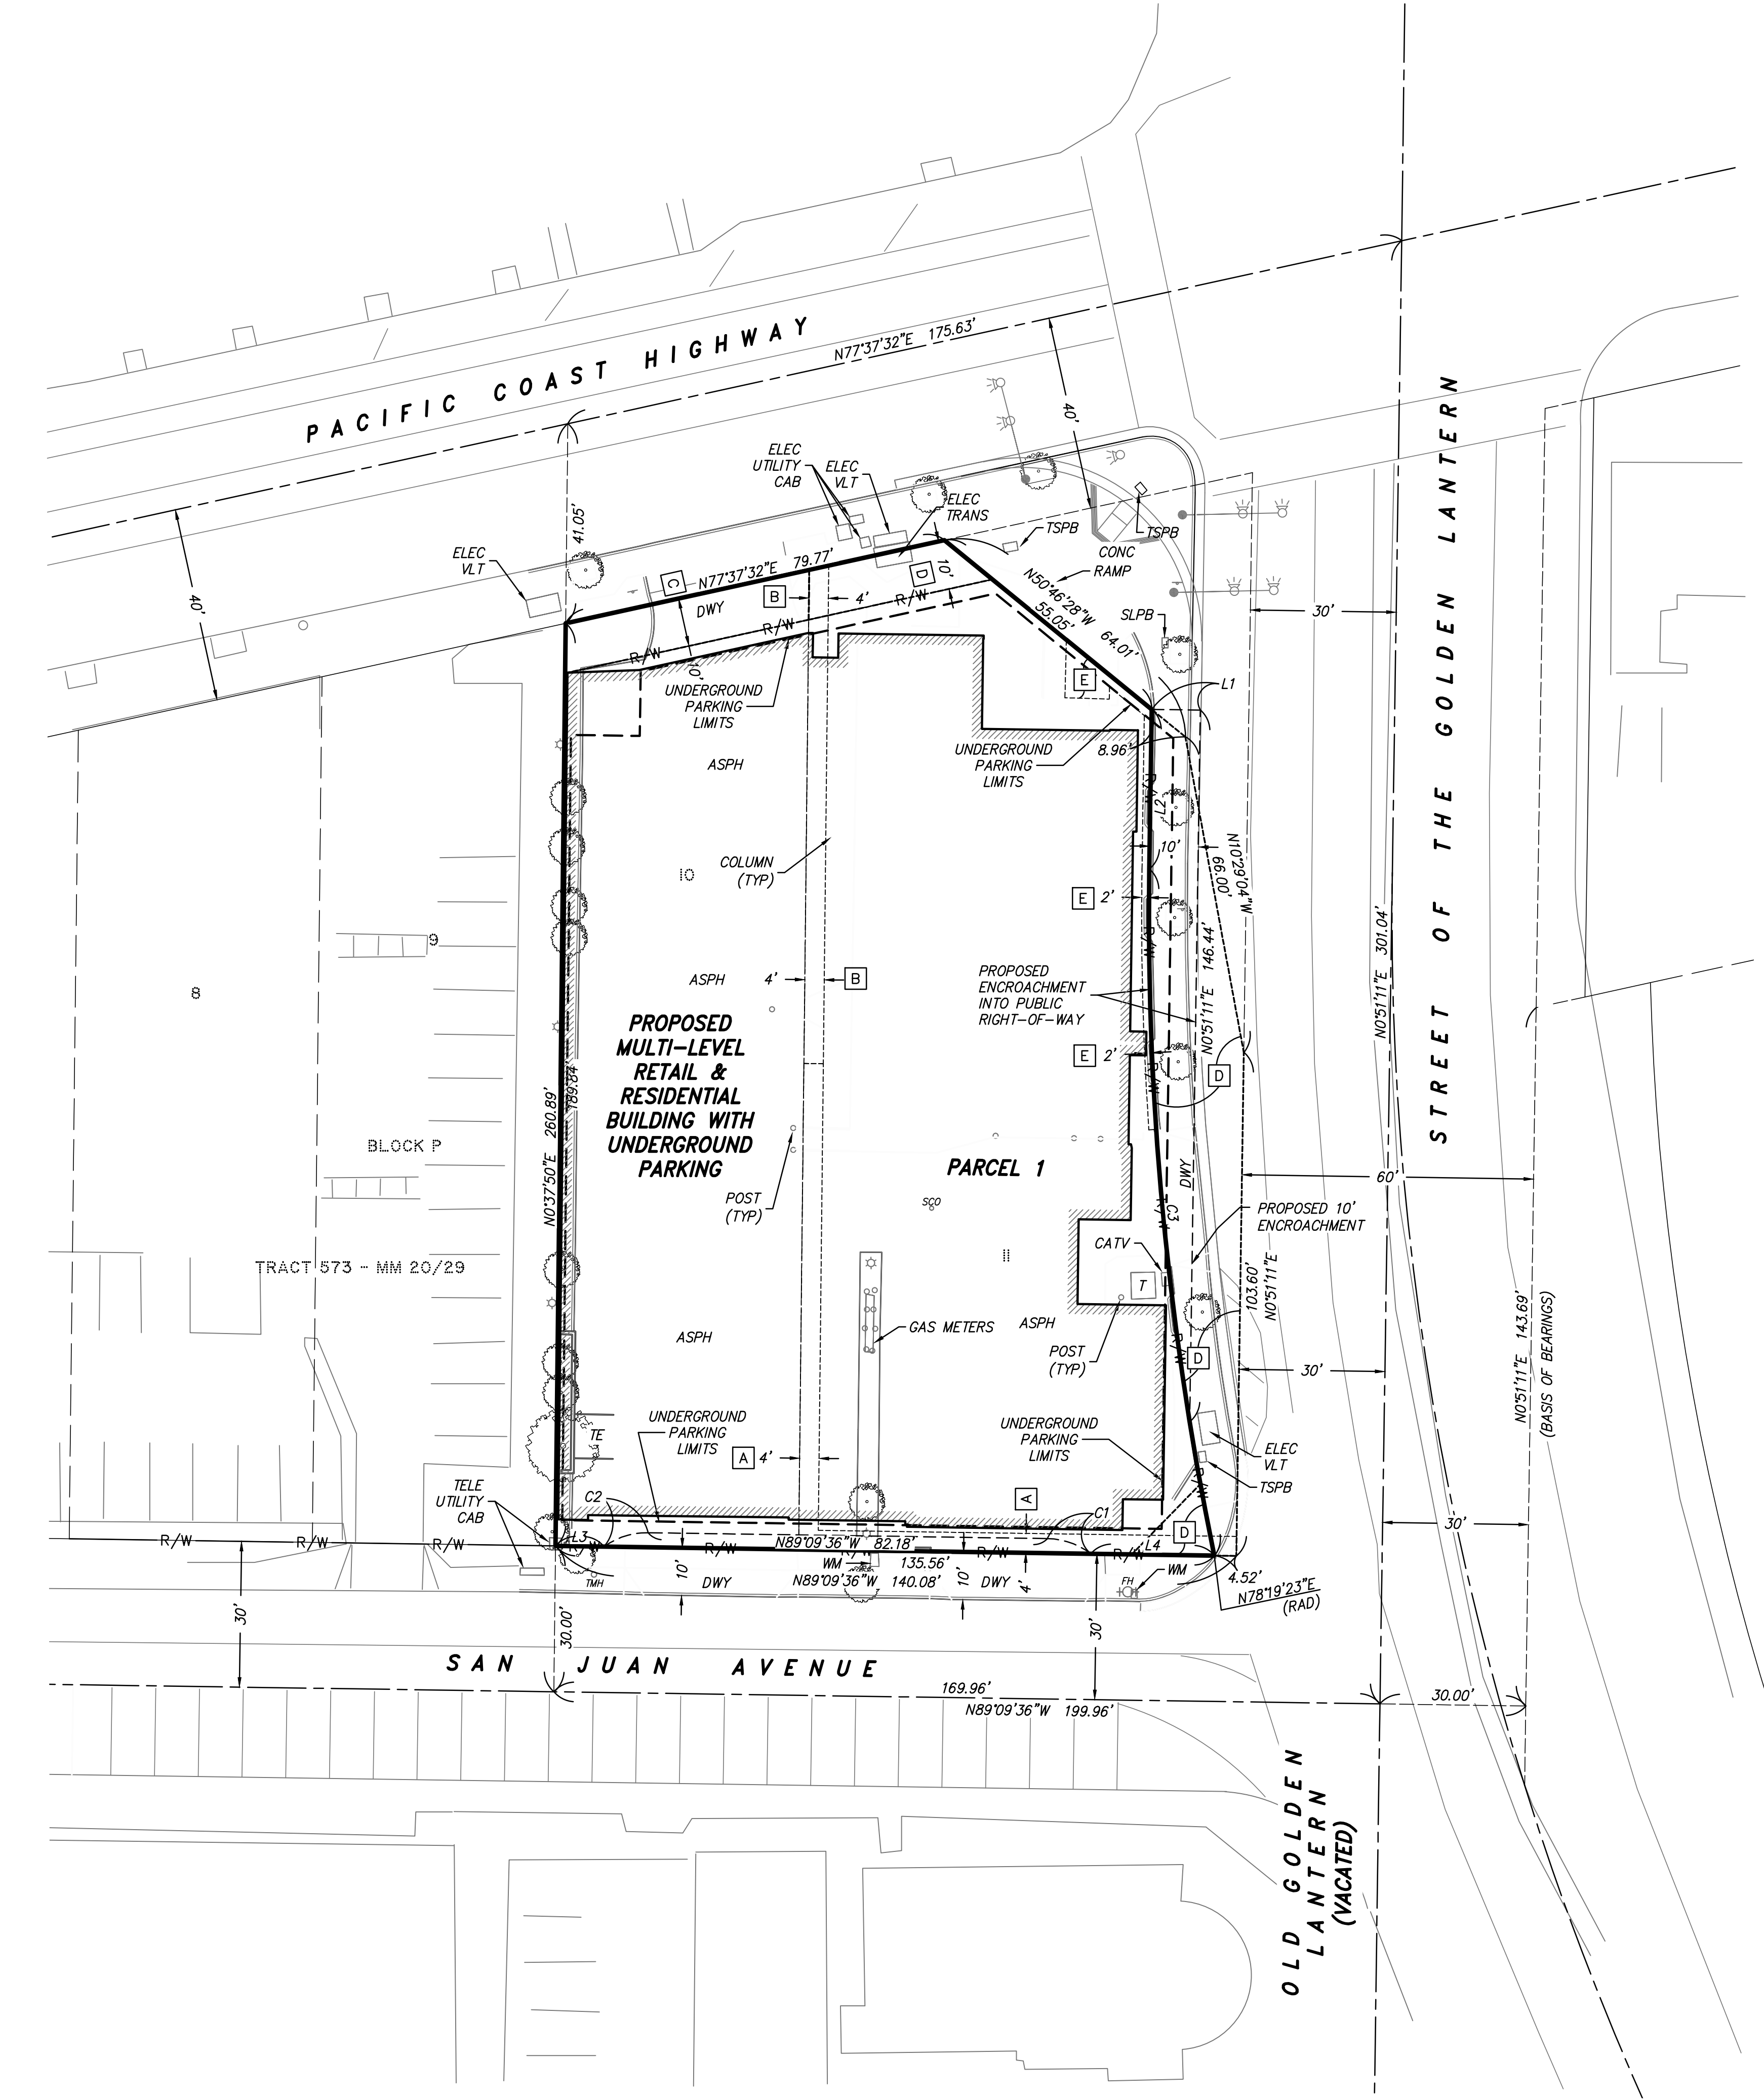 PACIFIC COAST HIGHWAY
N77°37'32"E 175.63'
40'
40'
41.05'
ELEC
UTILITY
CAB
ELEC
VLT
ELEC
TRANS
TSPB
TSPB
CONC
RAMP
ELEC
VLT
N77°37'32"E 79.77'
C
DWY
B
4'
D
10'
R/W
R/W
R/W
10'
N50°46'28"W
55.05'
64.01'
SLPB
30'
L1
E
UNDERGROUND
PARKING
LIMITS
UNDERGROUND
PARKING
LIMITS
8.96'
ASPH
R/W
L2
COLUMN
(TYP)
10
10'
N10°29'04"W
66.00'
E 2'
R/W
9
8
ASPH
4'
B
PROPOSED
ENCROACHMENT
INTO PUBLIC
RIGHT-OF-WAY
N0°51'11"E 146.44'
N0°51'11"E 301.04'
STREET OF THE GOLDEN LANTERN
PROPOSED
MULTI-LEVEL
RETAIL &
RESIDENTIAL
BUILDING WITH
UNDERGROUND
PARKING
E 2'
R/W
D
N0°37'50"E 260.89'
189.84'
BLOCK P
PARCEL 1
DWY
60'
POST
(TYP)
SCO
R/W
C3
PROPOSED 10'
ENCROACHMENT
CATV
11
T
TRACT 573 - MM 20/29
103.60'
N0°51'11"E
GAS METERS
ASPH
ASPH
POST
(TYP)
R/W
D
30'
N0°51'11"E 143.69'
(BASIS OF BEARINGS)
UNDERGROUND
PARKING
LIMITS
TE
A 4'
UNDERGROUND
PARKING
LIMITS
ELEC
VLT
TSPB
R/W
TELE
UTILITY
CAB
C2
A
C1
D
30'
R/W
R/W
R/W
L3
R/W
R/W
N89°09'36"W 82.18'
R/W
R/W
L4
WM
135.56'
WM
10'
10'
4'
TMH
DWY
N89°09'36"W 140.08'
DWY
FH
4.52'
N78°19'23"E
(RAD)
30'
30.00'
30'
SAN JUAN AVENUE
169.96'
N89°09'36"W 199.96'
30.00'
OLD GOLDEN
LANTERN
(VACATED)